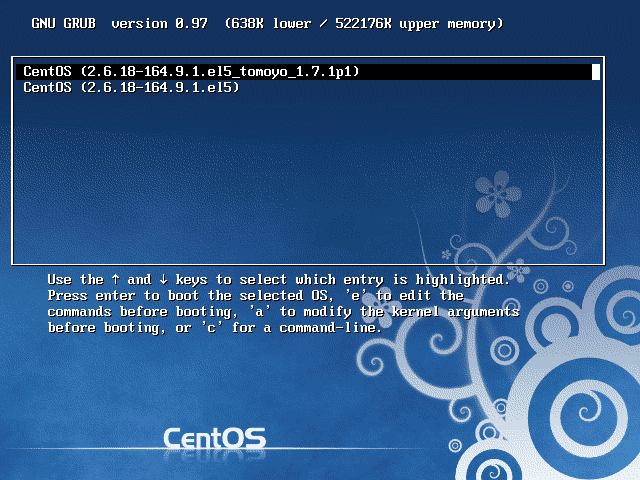 GNU GRUB  version 0.97  (638K lower / 522176K upper memory)
CentOS (2.6.18-164.9.1.el5_tomoyo_1.7.1p1)
CentOS (2.6.18-164.9.1.el5)
Use the ↑ and ↓ keys to select which entry is highlighted.
Press enter to boot the selected OS, 'e' to edit the
commands before booting, 'a' to modify the kernel arguments
before booting, or 'c' for a command-line.
CentOS